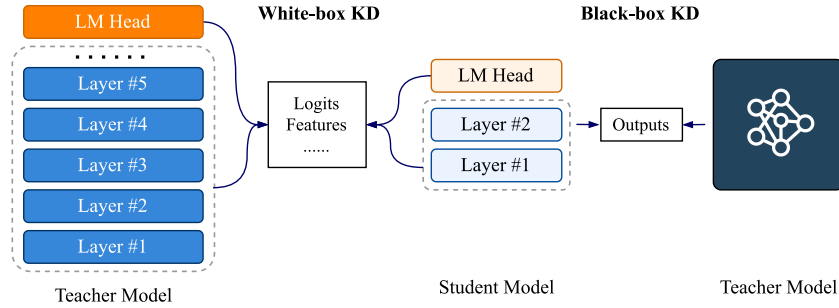 White-box KD
Black-box KD
LM Head
......
Layer #5
Layer #4
Layer #3
Layer #2
Layer #1
Teacher Model
Logits
Features
......
LM Head
Layer #2
Layer #1
Student Model
Outputs
Teacher Model